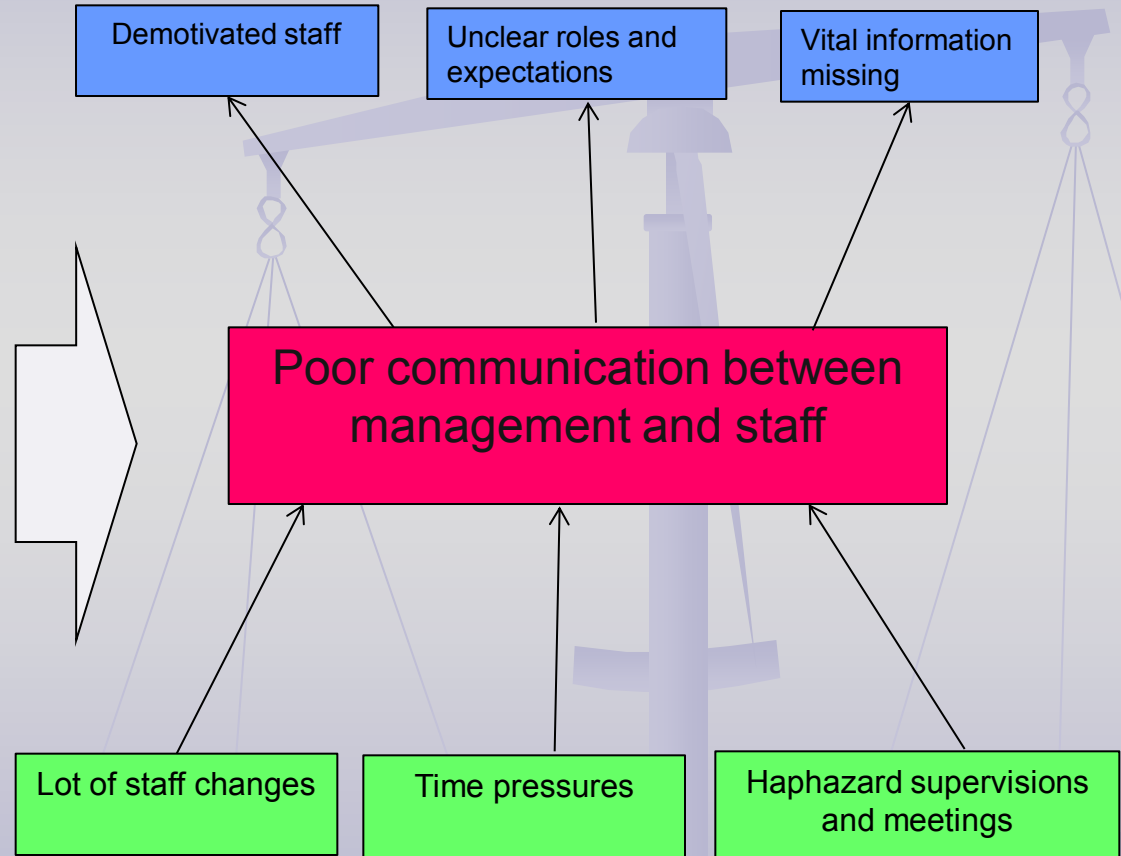 Demotivated staff
Unclear roles and
expectations
Vital information
missing
Poor communication between
management and staff
Lot of staff changes
Time pressures
Haphazard supervisions
and meetings